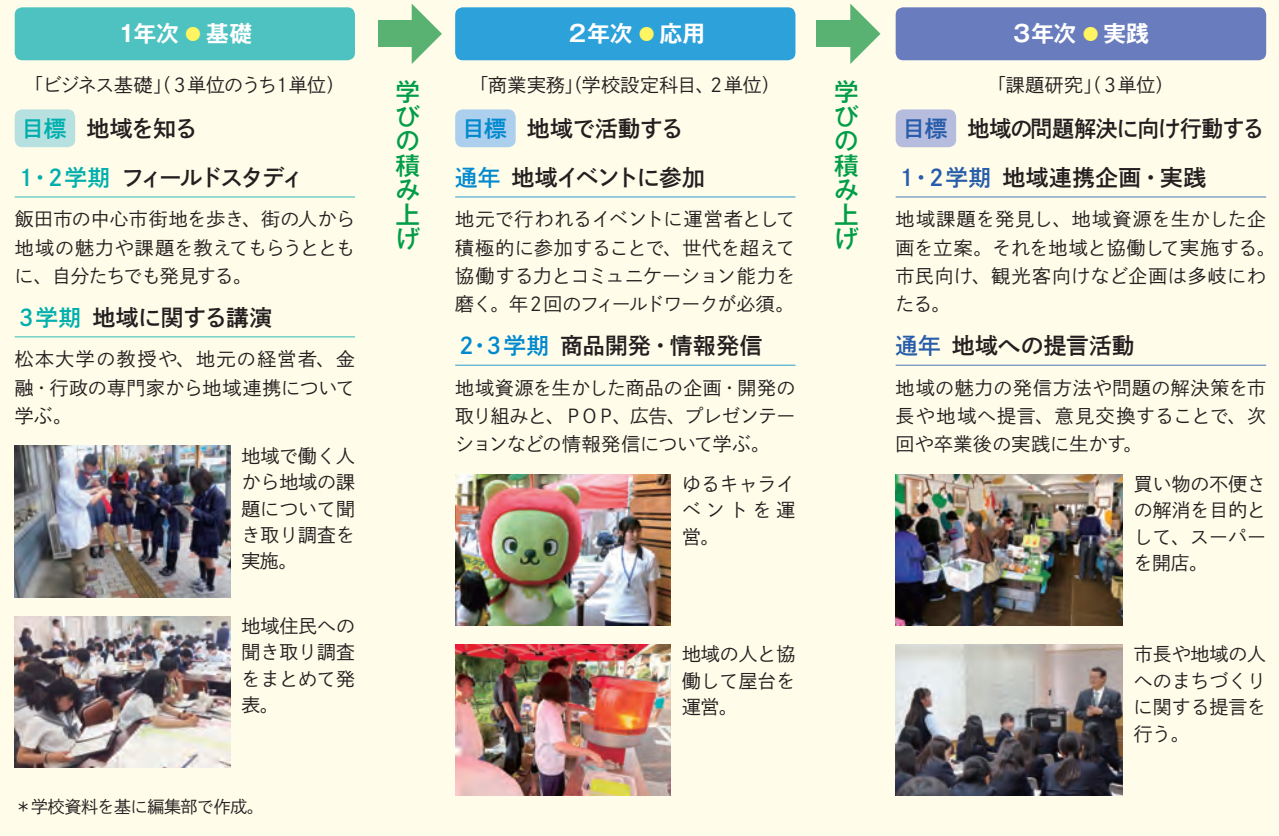 1年次 ● 基礎
「ビジネス基礎」(3単位のうち1単位)
目標 地域を知る
1・2学期 フィールドスタディ
飯田市の中心市街地を歩き、街の人から
地域の魅力や課題を教えてもらうととも
に、自分たちでも発見する。
3学期 地域に関する講演
松本大学の教授や、地元の経営者、金
融・行政の専門家から地域連携について
学ぶ。
地域で働く人
から地域の課
題について聞
き取り調査を
実施。
地域住民への
聞き取り調査
をまとめて発
表。
学びの積み上げ
2年次 ● 応用
「商業実務」(学校設定科目、2単位)
目標 地域で活動する
通年 地域イベントに参加
地元で行われるイベントに運営者として
積極的に参加することで、世代を超えて
協働する力とコミュニケーション能力を
磨く。年2回のフィールドワークが必須。
2・3学期 商品開発・情報発信
地域資源を生かした商品の企画・開発の
取り組みと、POP、広告、プレゼンテー
ションなどの情報発信について学ぶ。
ゆるキャライ
ベントを運
営。
地域の人と協
働して屋台を
運営。
学びの積み上げ
3年次 ● 実践
「課題研究」(3単位)
目標 地域の問題解決に向け行動する
1・2学期 地域連携企画・実践
地域課題を発見し、地域資源を生かした企
画を立案。それを地域と協働して実施する。
市民向け、観光客向けなど企画は多岐にわ
たる。
通年 地域への提言活動
地域の魅力の発信方法や問題の解決策を市
長や地域へ提言、意見交換することで、次
回や卒業後の実践に生かす。
買い物の不便さ
の解消を目的と
して、スーパー
を開店。
市長や地域の人
へのまちづくり
に関する提言を
行う。
＊学校資料を基に編集部で作成。